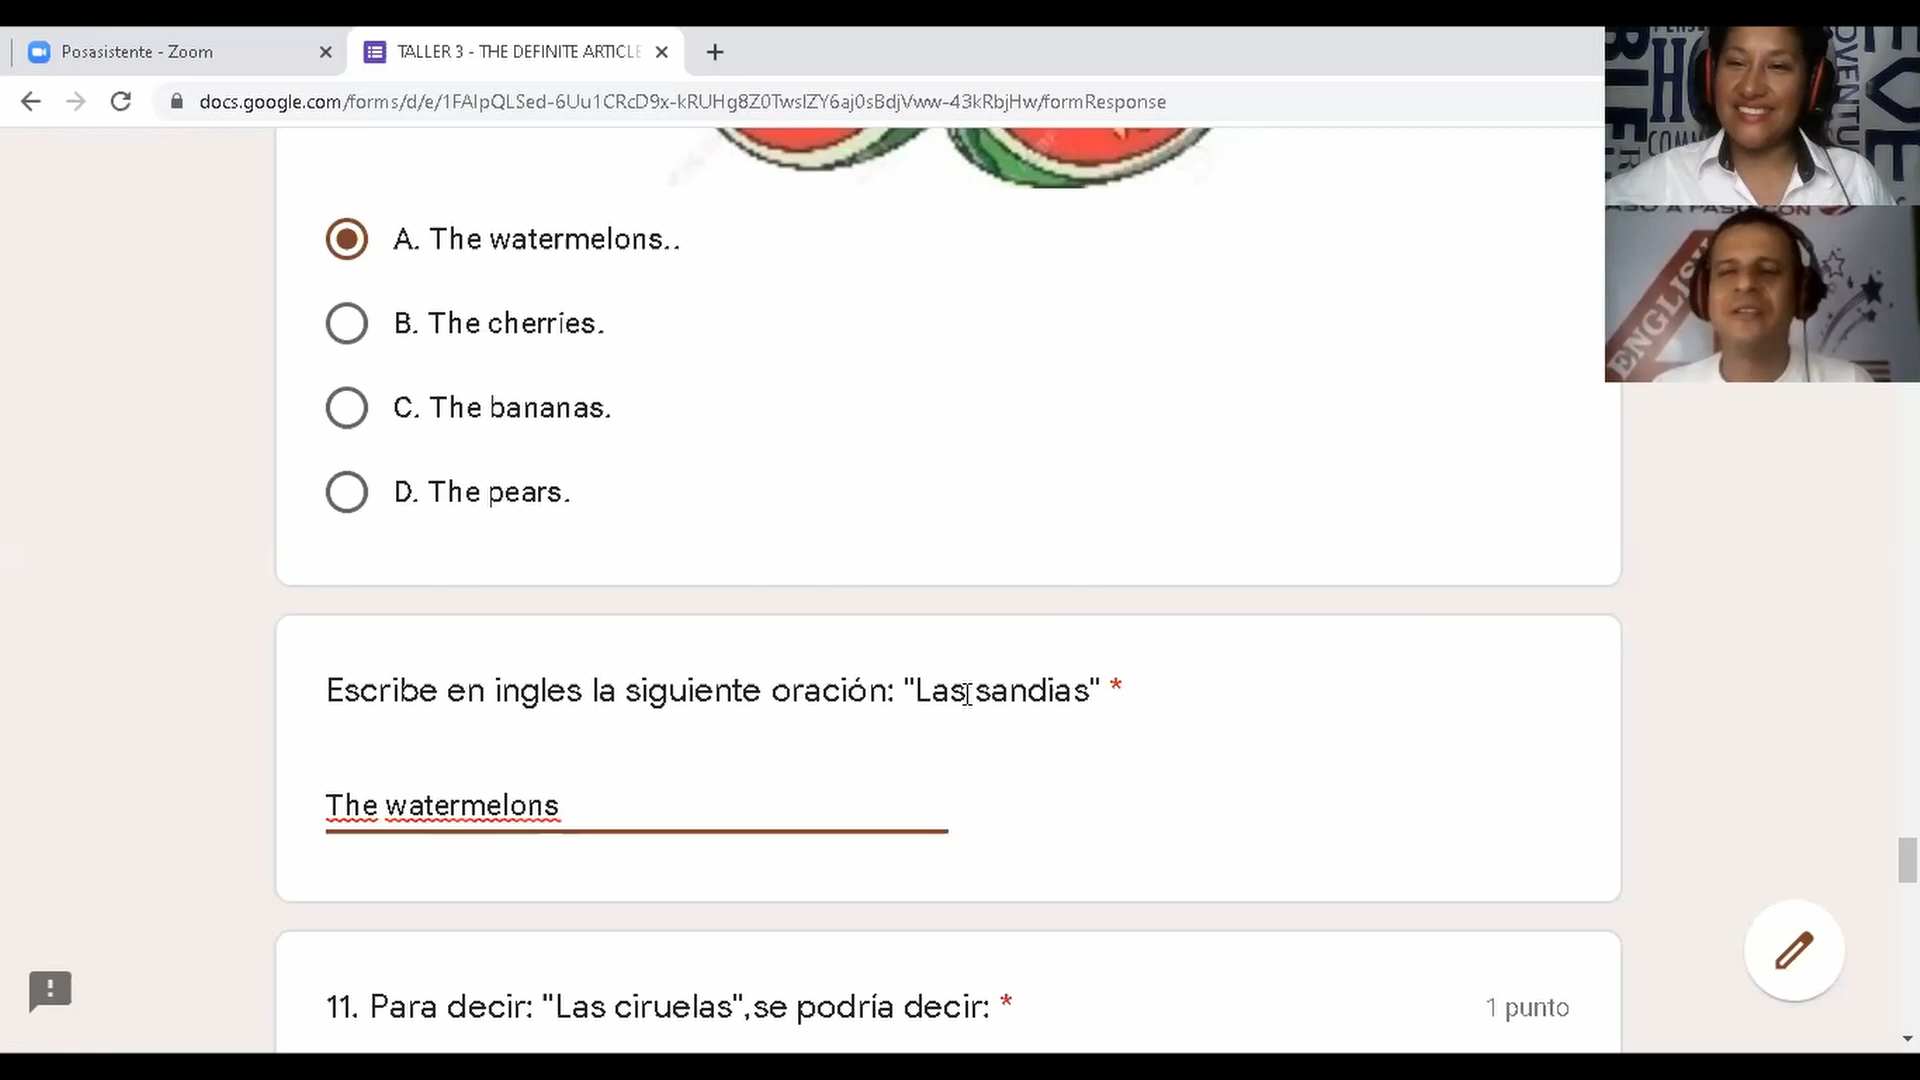 Posasistente - Zoom
TALLER 3 - THE DEFINITE ARTICLE
docs.google.com/forms/d/e/1FAIpQLSed-6Uu1CRcD9x-kRUHg8Z0TwsIZY6aj0sBdjVww-43kRbjHw/formResponse
A. The watermelons..
B. The cherries.
C. The bananas.
D. The pears.
Escribe en ingles la siguiente oración: "Las sandias" *
The watermelons
11. Para decir: "Las ciruelas",se podría decir: *
1 punto
ENGLISH